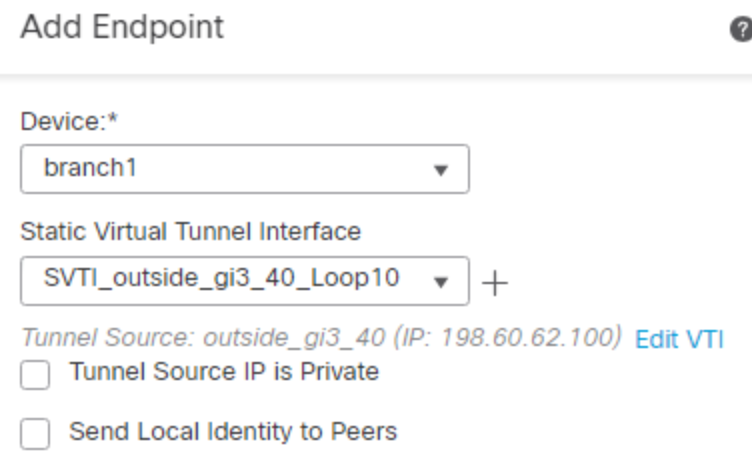 Add Endpoint
?
Device:*
branch1
Static Virtual Tunnel Interface
SVTI_outside_gi3_40_Loop10
+
Tunnel Source: outside_gi3_40 (IP: 198.60.62.100) Edit VTI
Tunnel Source IP is Private
Send Local Identity to Peers